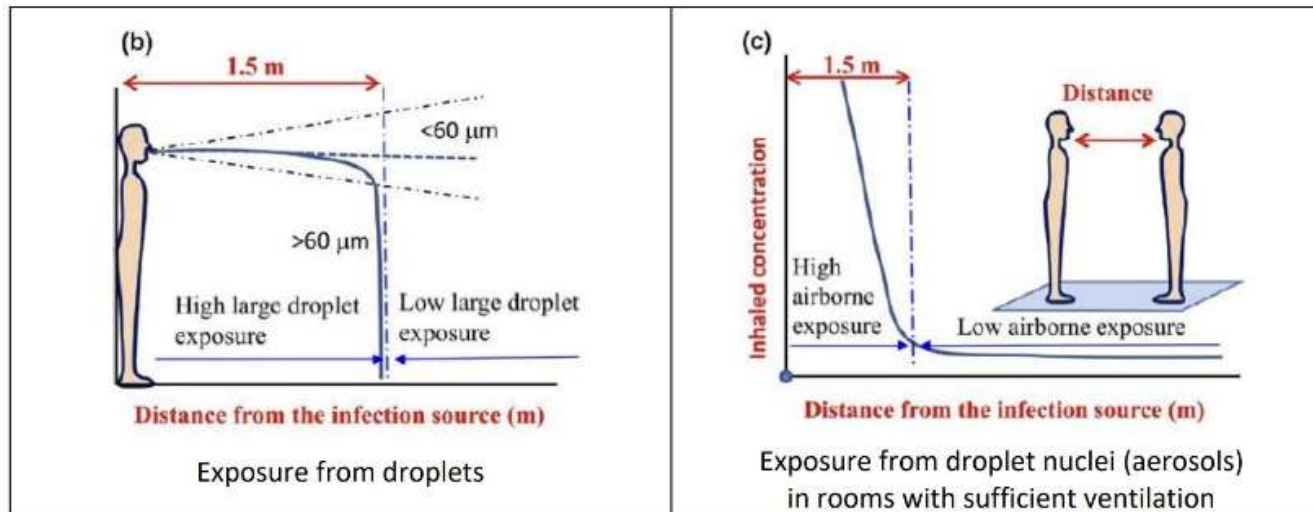 (b)
1.5 m
<60 μm
>60 μm
High large droplet
exposure
Low large droplet
exposure
Distance from the infection source (m)
Exposure from droplets
(c)
1.5 m
Distance
Inhaled concentration
High
airborne
exposure
Low airborne exposure
Distance from the infection source (m)
Exposure from droplet nuclei (aerosols)
in rooms with sufficient ventilation